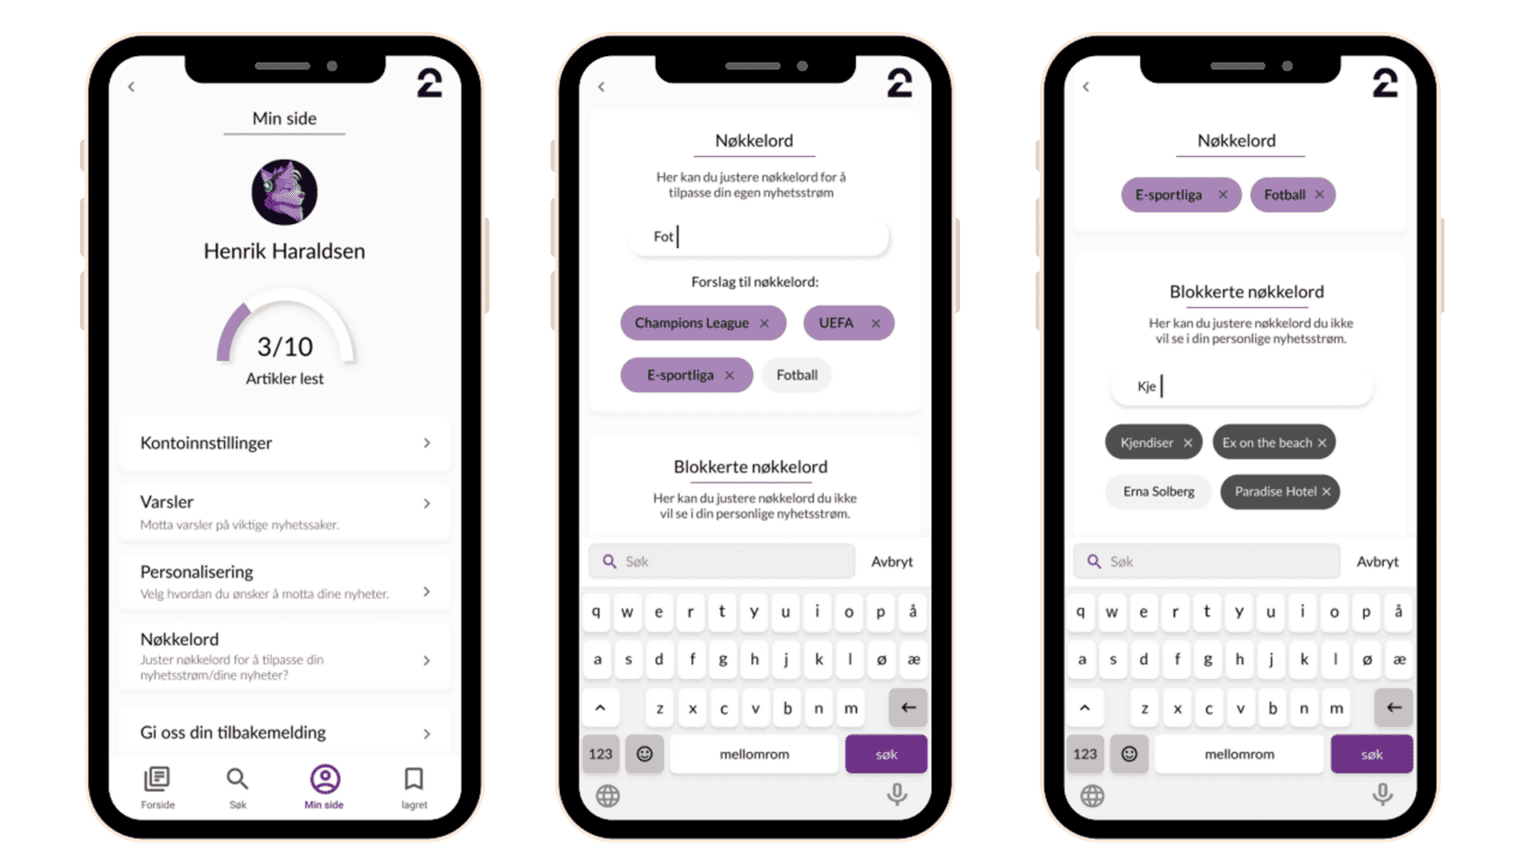 2
Min side
Henrik Haraldsen
3/10
Artikler lest
Kontoinnstillinger
Varsler
Motta varsler på viktige nyhetssaker.
Personalisering
Velg hvordan du ønsker å motta dine nyheter.
Nøkkelord
Juster nøkkelord for å tilpasse din
nyhetsstrøm/dine nyheter?
Gi oss din tilbakemelding
Forside Søk Min side lagret
2
Nøkkelord
Her kan du justere nøkkelord for å
tilpasse din egen nyhetsstrøm
Fot
Forslag til nøkkelord:
Champions League × UEFA ×
E-sportliga × Fotball
Blokkerte nøkkelord
Her kan du justere nøkkelord du ikke
vil se i din personlige nyhetsstrøm.
Søk Avbryt
q w e r t y u i o p å
a s d f g h j k l ø æ
z x c v b n m
123 mellomrom søk
2
Nøkkelord
E-sportliga × Fotball ×
Blokkerte nøkkelord
Her kan du justere nøkkelord du ikke
vil se i din personlige nyhetsstrøm.
Kje
Kjendiser × Ex on the beach ×
Erna Solberg Paradise Hotel ×
Søk Avbryt
q w e r t y u i o p å
a s d f g h j k l ø æ
z x c v b n m
123 mellomrom søk